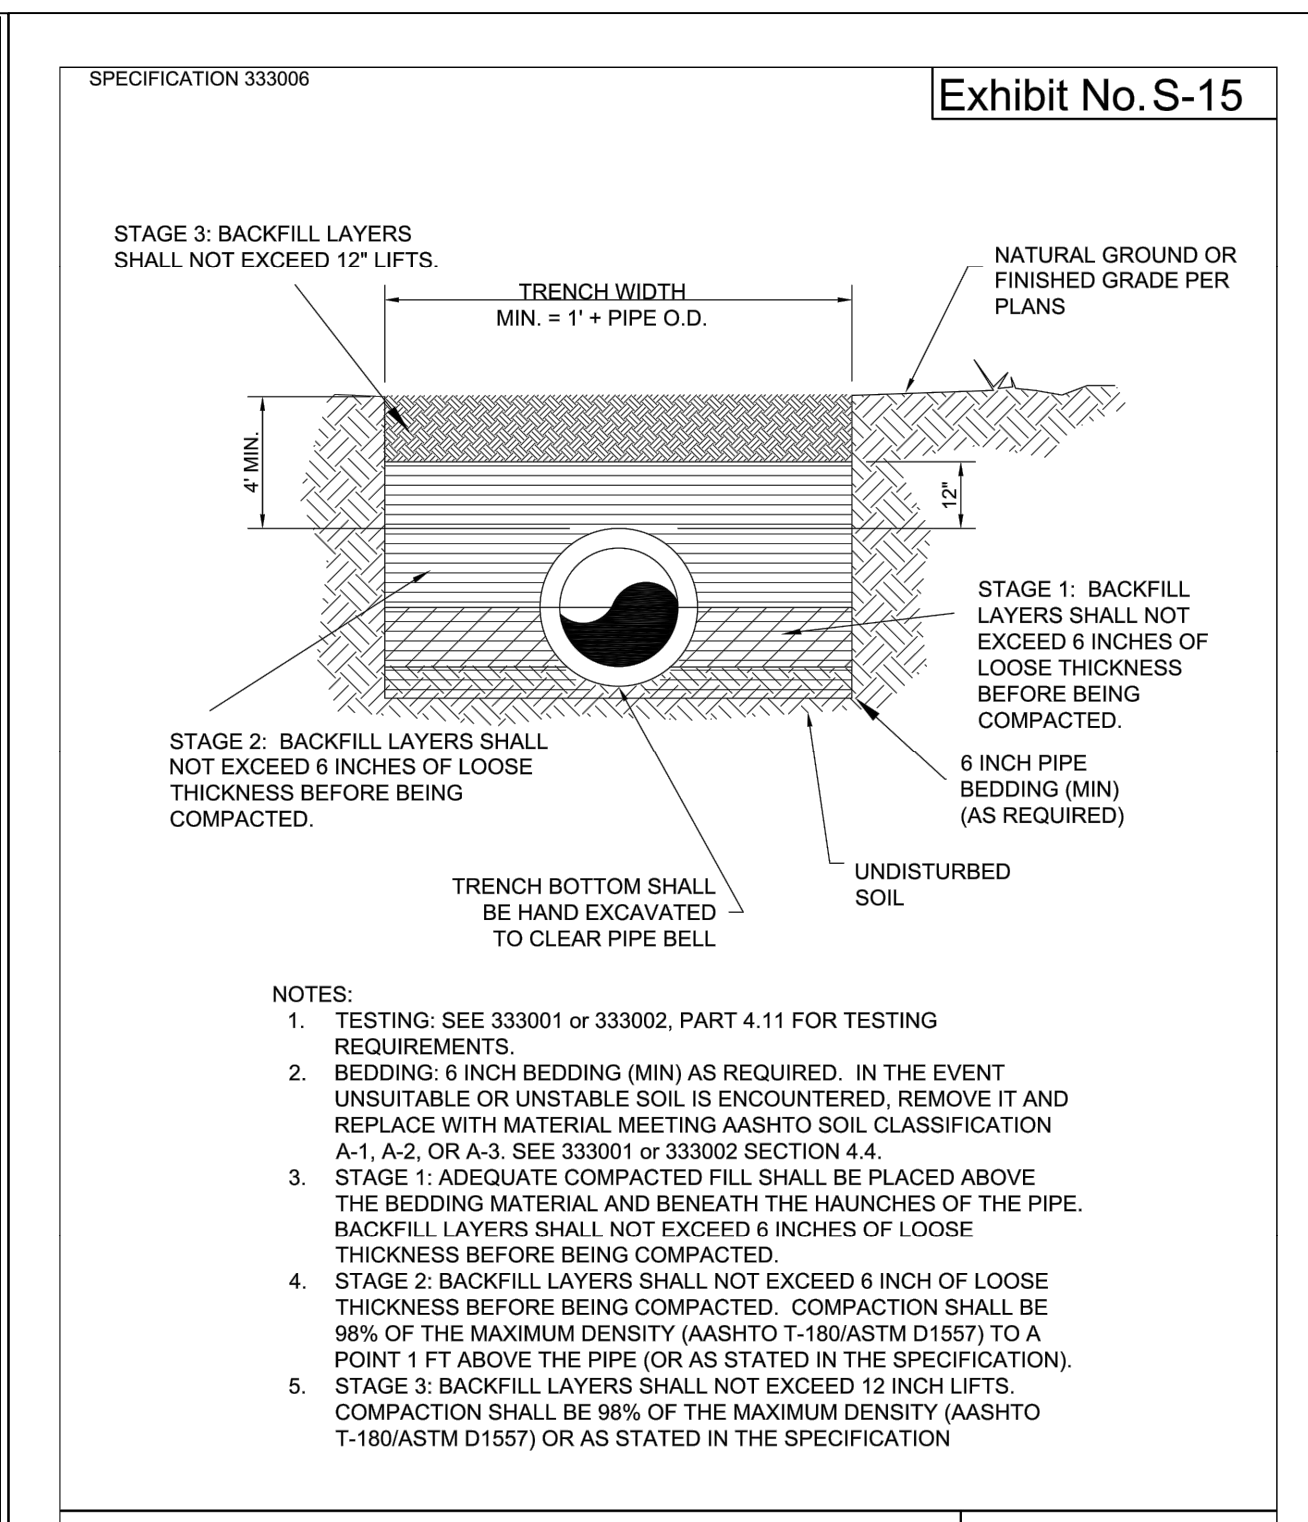 SPECIFICATION 333006
Exhibit No. S-15
STAGE 3: BACKFILL LAYERS
SHALL NOT EXCEED 12" LIFTS.
TRENCH WIDTH
MIN. = 1' + PIPE O.D.
NATURAL GROUND OR
FINISHED GRADE PER
PLANS
4' MIN.
12"
STAGE 1: BACKFILL
LAYERS SHALL NOT
EXCEED 6 INCHES OF
LOOSE THICKNESS
BEFORE BEING
COMPACTED.
STAGE 2: BACKFILL LAYERS SHALL
NOT EXCEED 6 INCHES OF LOOSE
THICKNESS BEFORE BEING
COMPACTED.
6 INCH PIPE
BEDDING (MIN)
(AS REQUIRED)
UNDISTURBED
SOIL
TRENCH BOTTOM SHALL
BE HAND EXCAVATED
TO CLEAR PIPE BELL
NOTES:
1. TESTING: SEE 333001 or 333002, PART 4.11 FOR TESTING
REQUIREMENTS.
2. BEDDING: 6 INCH BEDDING (MIN) AS REQUIRED. IN THE EVENT
UNSUITABLE OR UNSTABLE SOIL IS ENCOUNTERED, REMOVE IT AND
REPLACE WITH MATERIAL MEETING AASHTO SOIL CLASSIFICATION
A-1, A-2, OR A-3. SEE 333001 or 333002 SECTION 4.4.
3. STAGE 1: ADEQUATE COMPACTED FILL SHALL BE PLACED ABOVE
THE BEDDING MATERIAL AND BENEATH THE HAUNCHES OF THE PIPE.
BACKFILL LAYERS SHALL NOT EXCEED 6 INCHES OF LOOSE
THICKNESS BEFORE BEING COMPACTED.
4. STAGE 2: BACKFILL LAYERS SHALL NOT EXCEED 6 INCH OF LOOSE
THICKNESS BEFORE BEING COMPACTED. COMPACTION SHALL BE
98% OF THE MAXIMUM DENSITY (AASHTO T-180/ASTM D1557) TO A
POINT 1 FT ABOVE THE PIPE (OR AS STATED IN THE SPECIFICATION).
5. STAGE 3: BACKFILL LAYERS SHALL NOT EXCEED 12 INCH LIFTS.
COMPACTION SHALL BE 98% OF THE MAXIMUM DENSITY (AASHTO
T-180/ASTM D1557) OR AS STATED IN THE SPECIFICATION